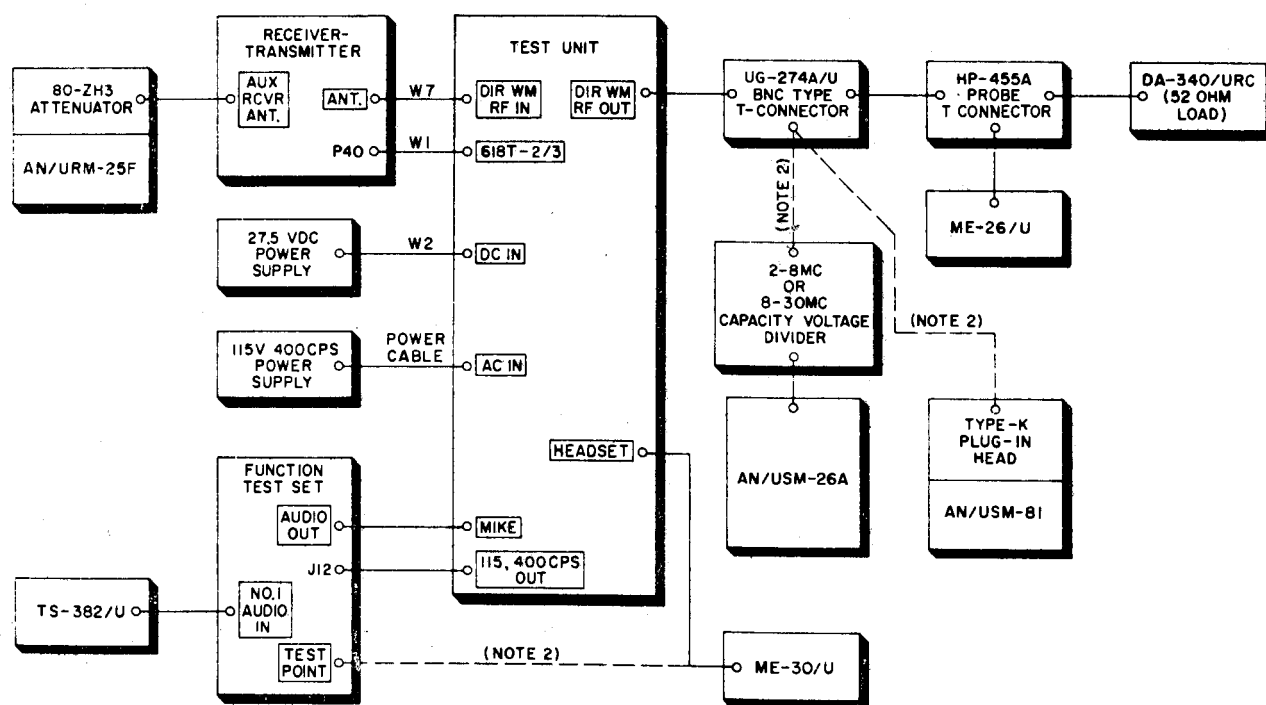 80-ZH3
ATTENUATOR
AN/URM-25F
RECEIVER-
TRANSMITTER
AUX
RCVR
ANT.
ANT.
P40
W7
W1
27.5 VDC
POWER
SUPPLY
W2
115V 400CPS
POWER
SUPPLY
POWER
CABLE
FUNCTION
TEST SET
AUDIO
OUT
J12
NO.1
AUDIO
IN
TEST
POINT
TS-382/U
TEST UNIT
DIR WM
RF IN
DIR WM
RF OUT
618T-2/3
DC IN
AC IN
HEADSET
MIKE
115, 400CPS
OUT
(NOTE 2)
UG-274A/U
BNC TYPE
T-CONNECTOR
HP-455A
PROBE
T CONNECTOR
DA-340/URC
(52 OHM
LOAD)
(NOTE 2)
ME-26/U
2-8MC
OR
8-30MC
CAPACITY VOLTAGE
DIVIDER
(NOTE 2)
AN/USM-26A
TYPE-K
PLUG-IN
HEAD
AN/USM-81
ME-30/U